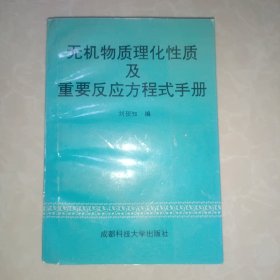 无机物质理化性质
及
重要反应方程式手册
编
成都科技大学出版社